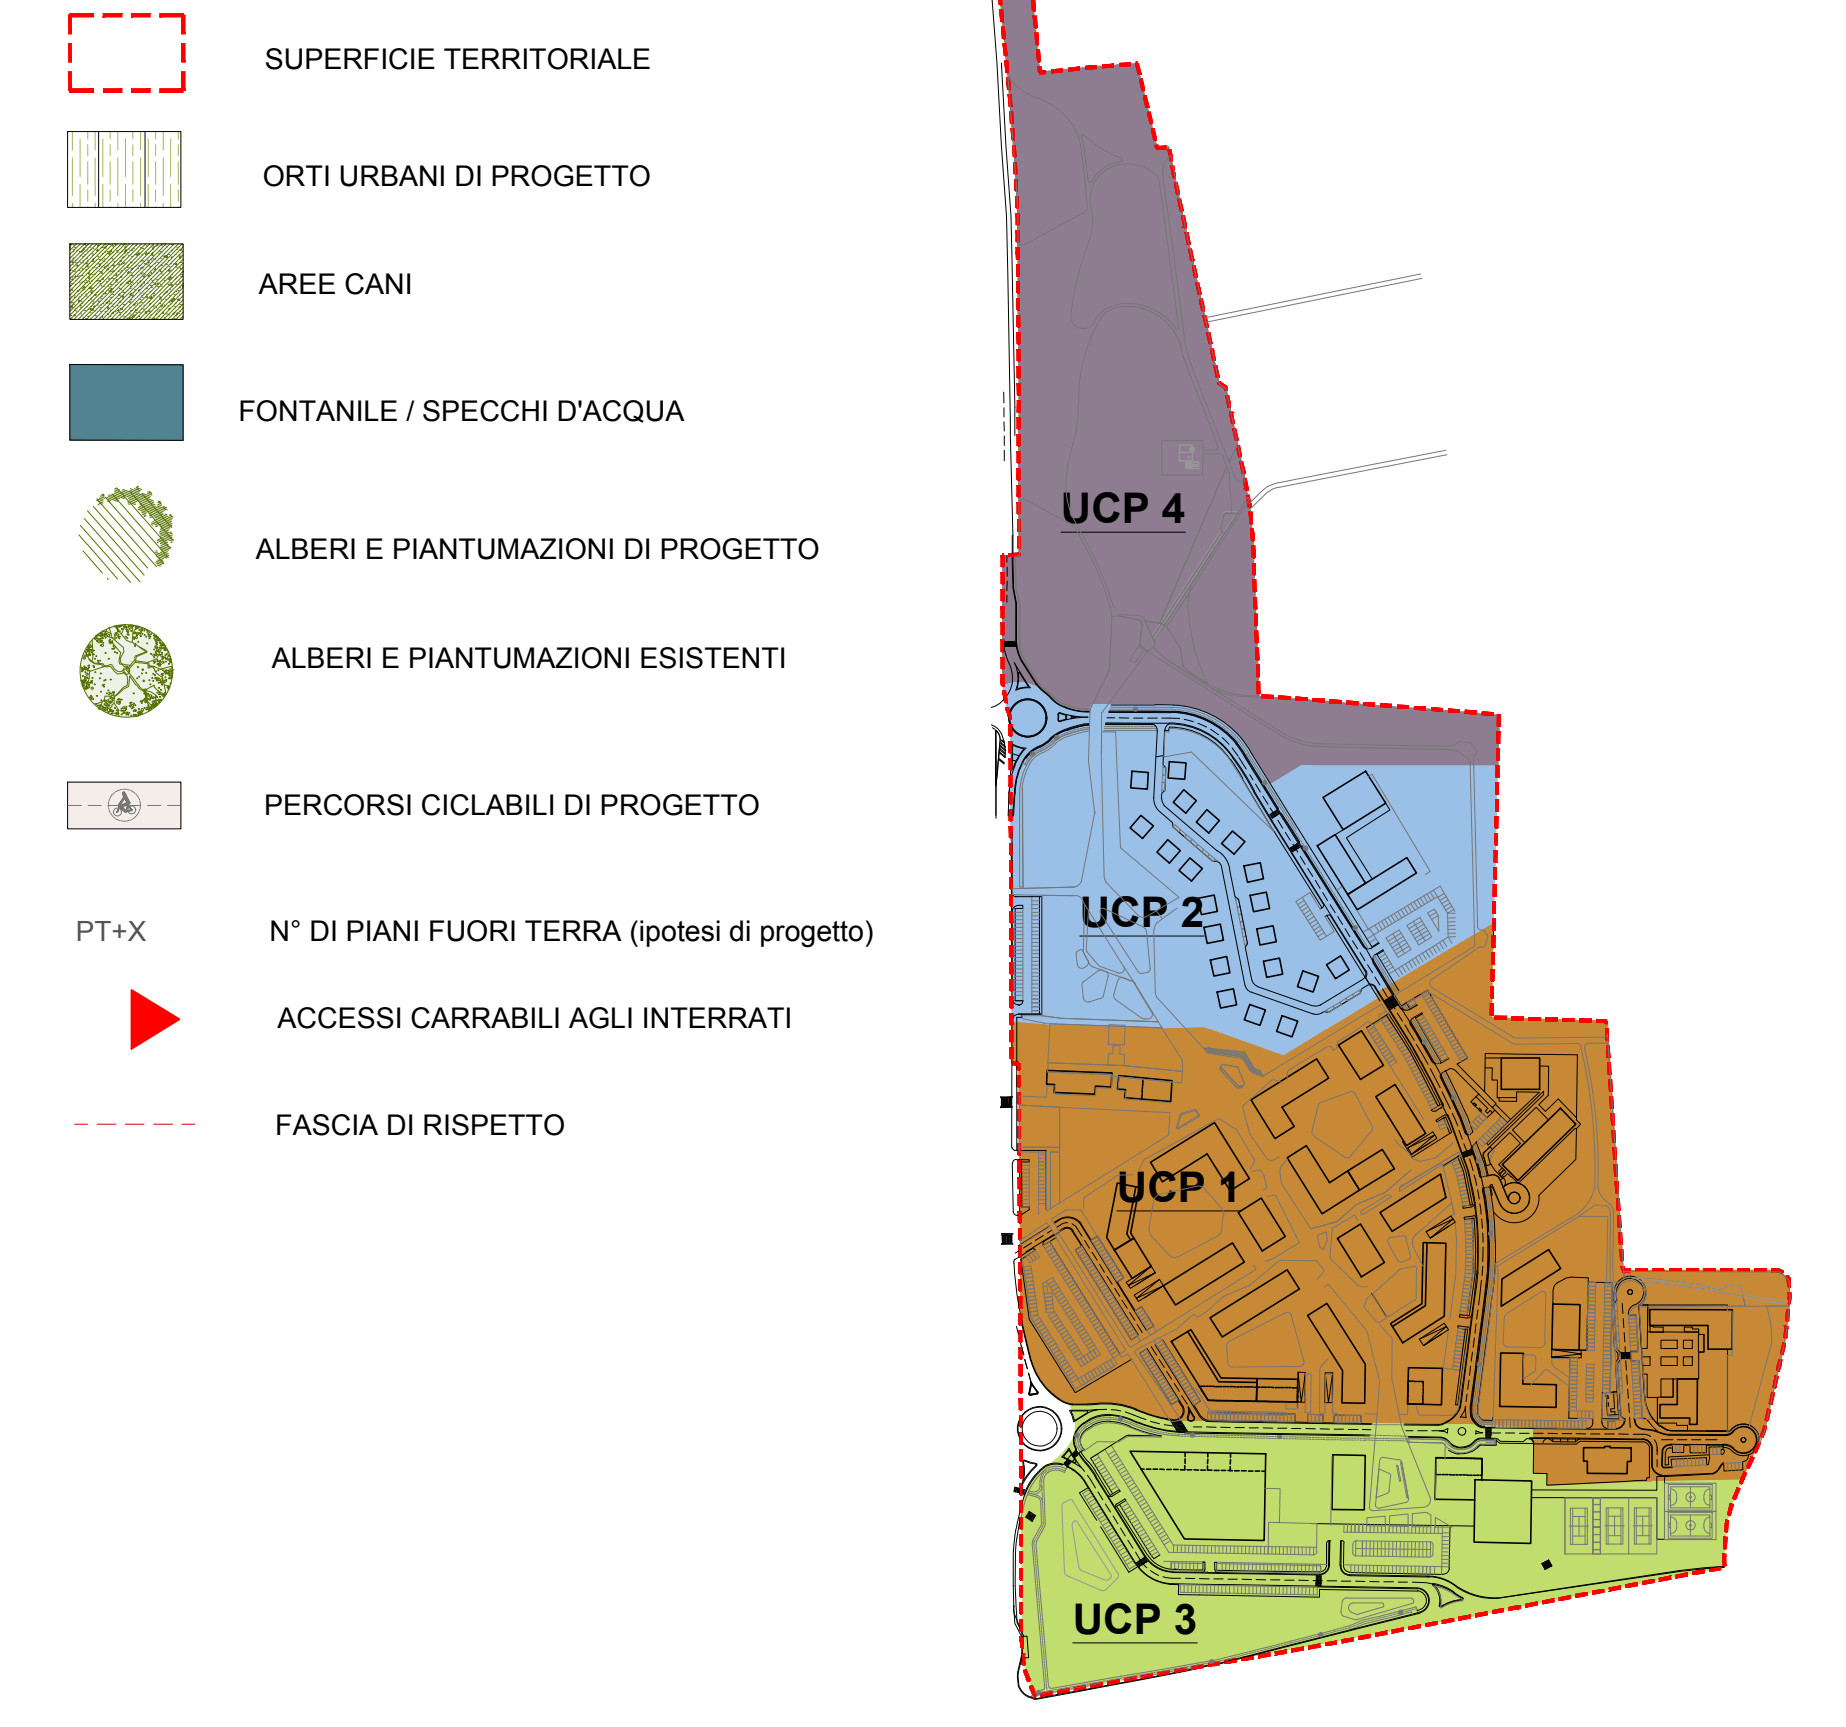 SUPERFICIE TERRITORIALE
ORTI URBANI DI PROGETTO
AREE CANI
FONTANILE / SPECCHI D'ACQUA
ALBERI E PIANTUMAZIONI DI PROGETTO
ALBERI E PIANTUMAZIONI ESISTENTI
PERCORSI CICLABILI DI PROGETTO
PT+X N° DI PIANI FUORI TERRA (ipotesi di progetto)
ACCESSI CARRABILI AGLI INTERRATI
FASCIA DI RISPETTO
UCP 4
UCP 2
UCP 1
UCP 3